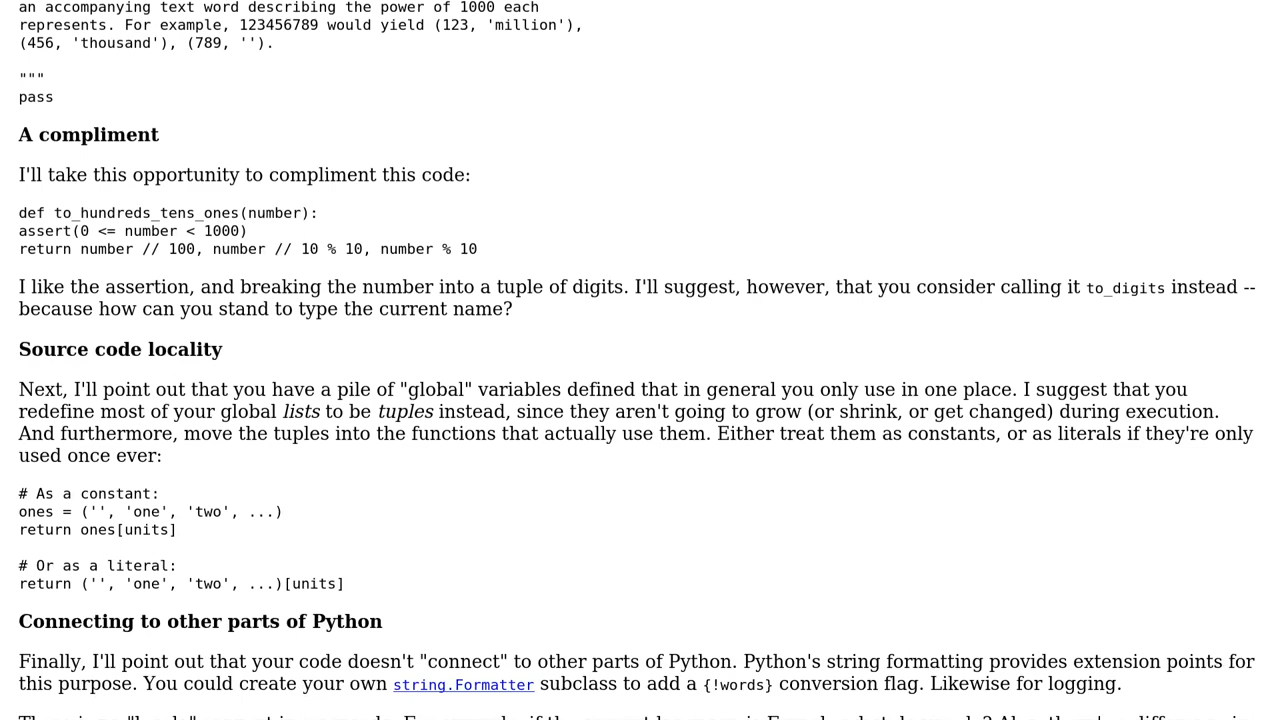 an accompanying text word describing the power of 1000 each
represents. For example, 123456789 would yield (123, 'million'),
(456, 'thousand'), (789, '').
"""
pass
A compliment
I'll take this opportunity to compliment this code:
def to_hundreds_tens_ones(number):
assert(0 <= number < 1000)
return number // 100, number // 10 % 10, number % 10
I like the assertion, and breaking the number into a tuple of digits. I'll suggest, however, that you consider calling it to_digits instead --
because how can you stand to type the current name?
Source code locality
Next, I'll point out that you have a pile of "global" variables defined that in general you only use in one place. I suggest that you
redefine most of your global lists to be tuples instead, since they aren't going to grow (or shrink, or get changed) during execution.
And furthermore, move the tuples into the functions that actually use them. Either treat them as constants, or as literals if they're only
used once ever:
# As a constant:
ones = ('', 'one', 'two', ...)
return ones[units]
# Or as a literal:
return ('', 'one', 'two', ...)[units]
Connecting to other parts of Python
Finally, I'll point out that your code doesn't "connect" to other parts of Python. Python's string formatting provides extension points for
this purpose. You could create your own string.Formatter subclass to add a {!words} conversion flag. Likewise for logging.